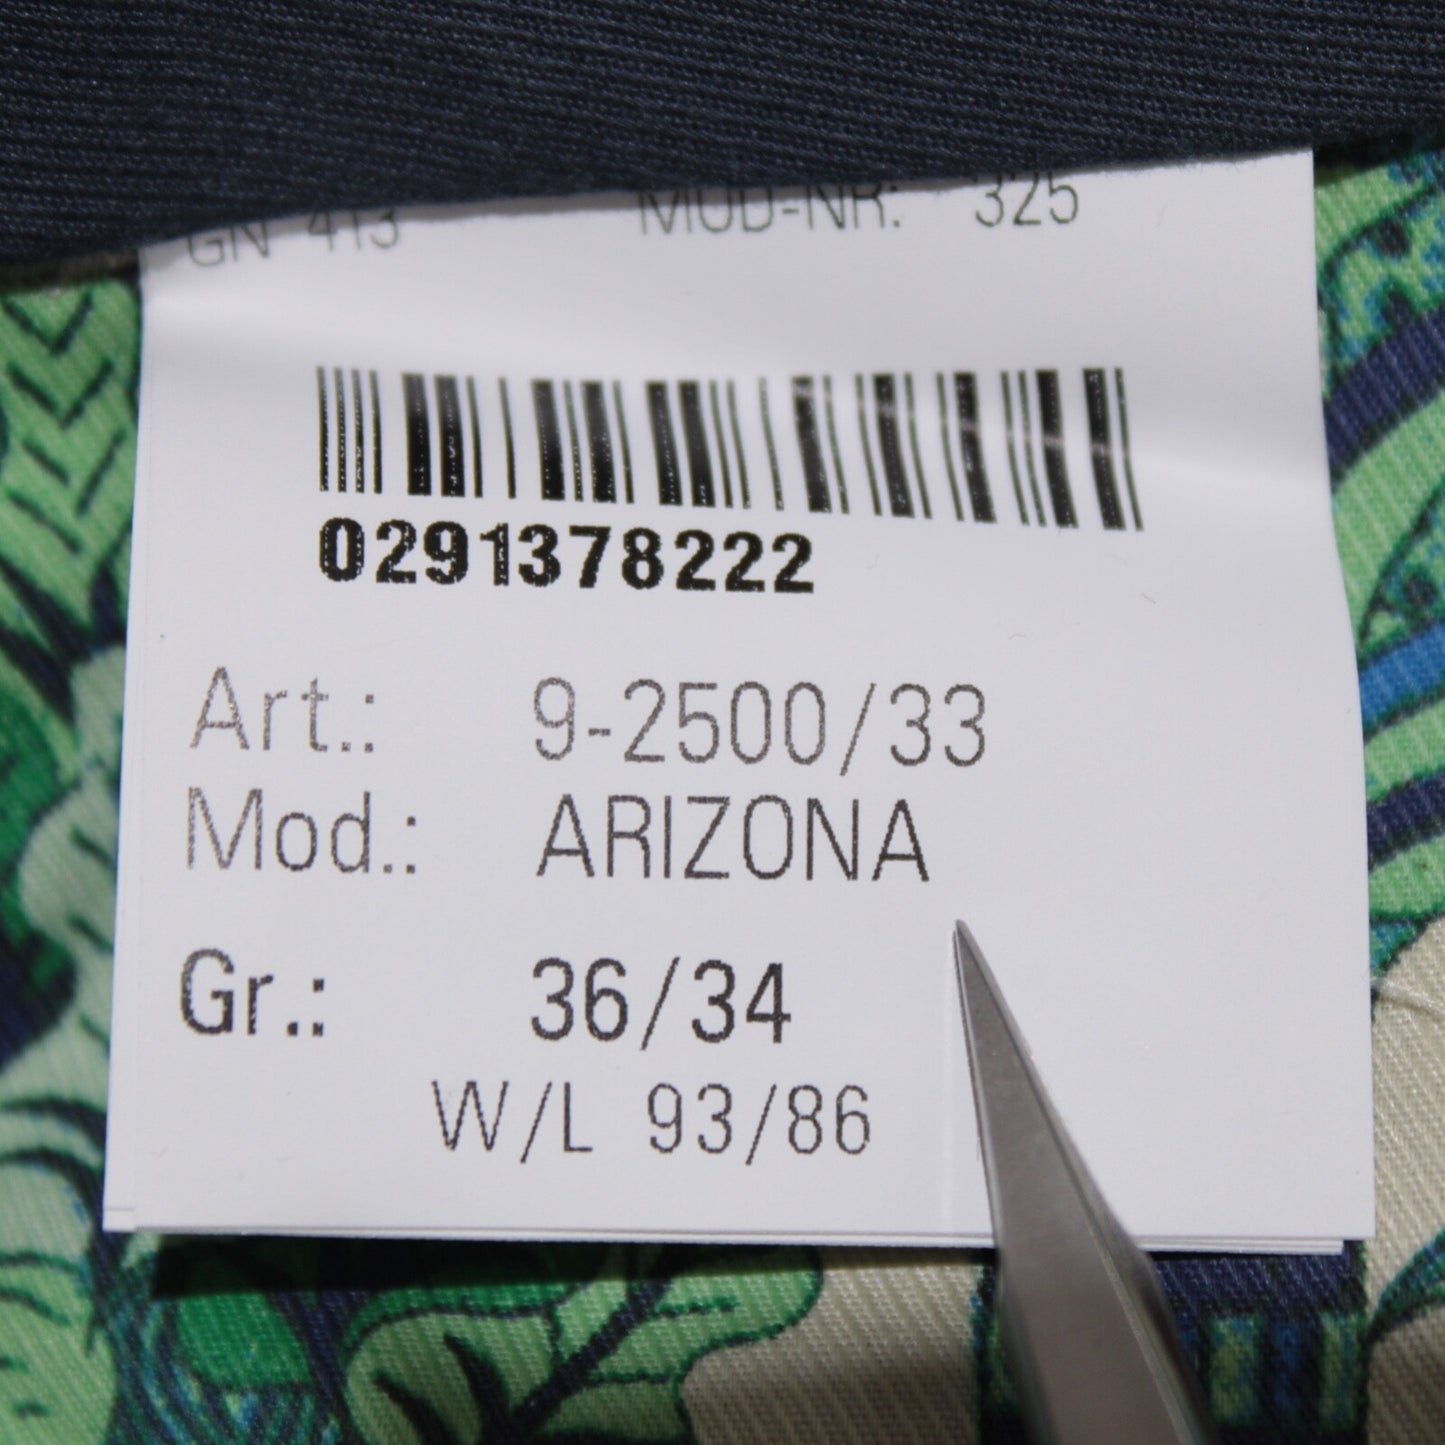 GN 413 MOD-NR: 325
0291378222
Art.: 9-2500/33
Mod.: ARIZONA
Gr.: 36/34
W/L 93/86